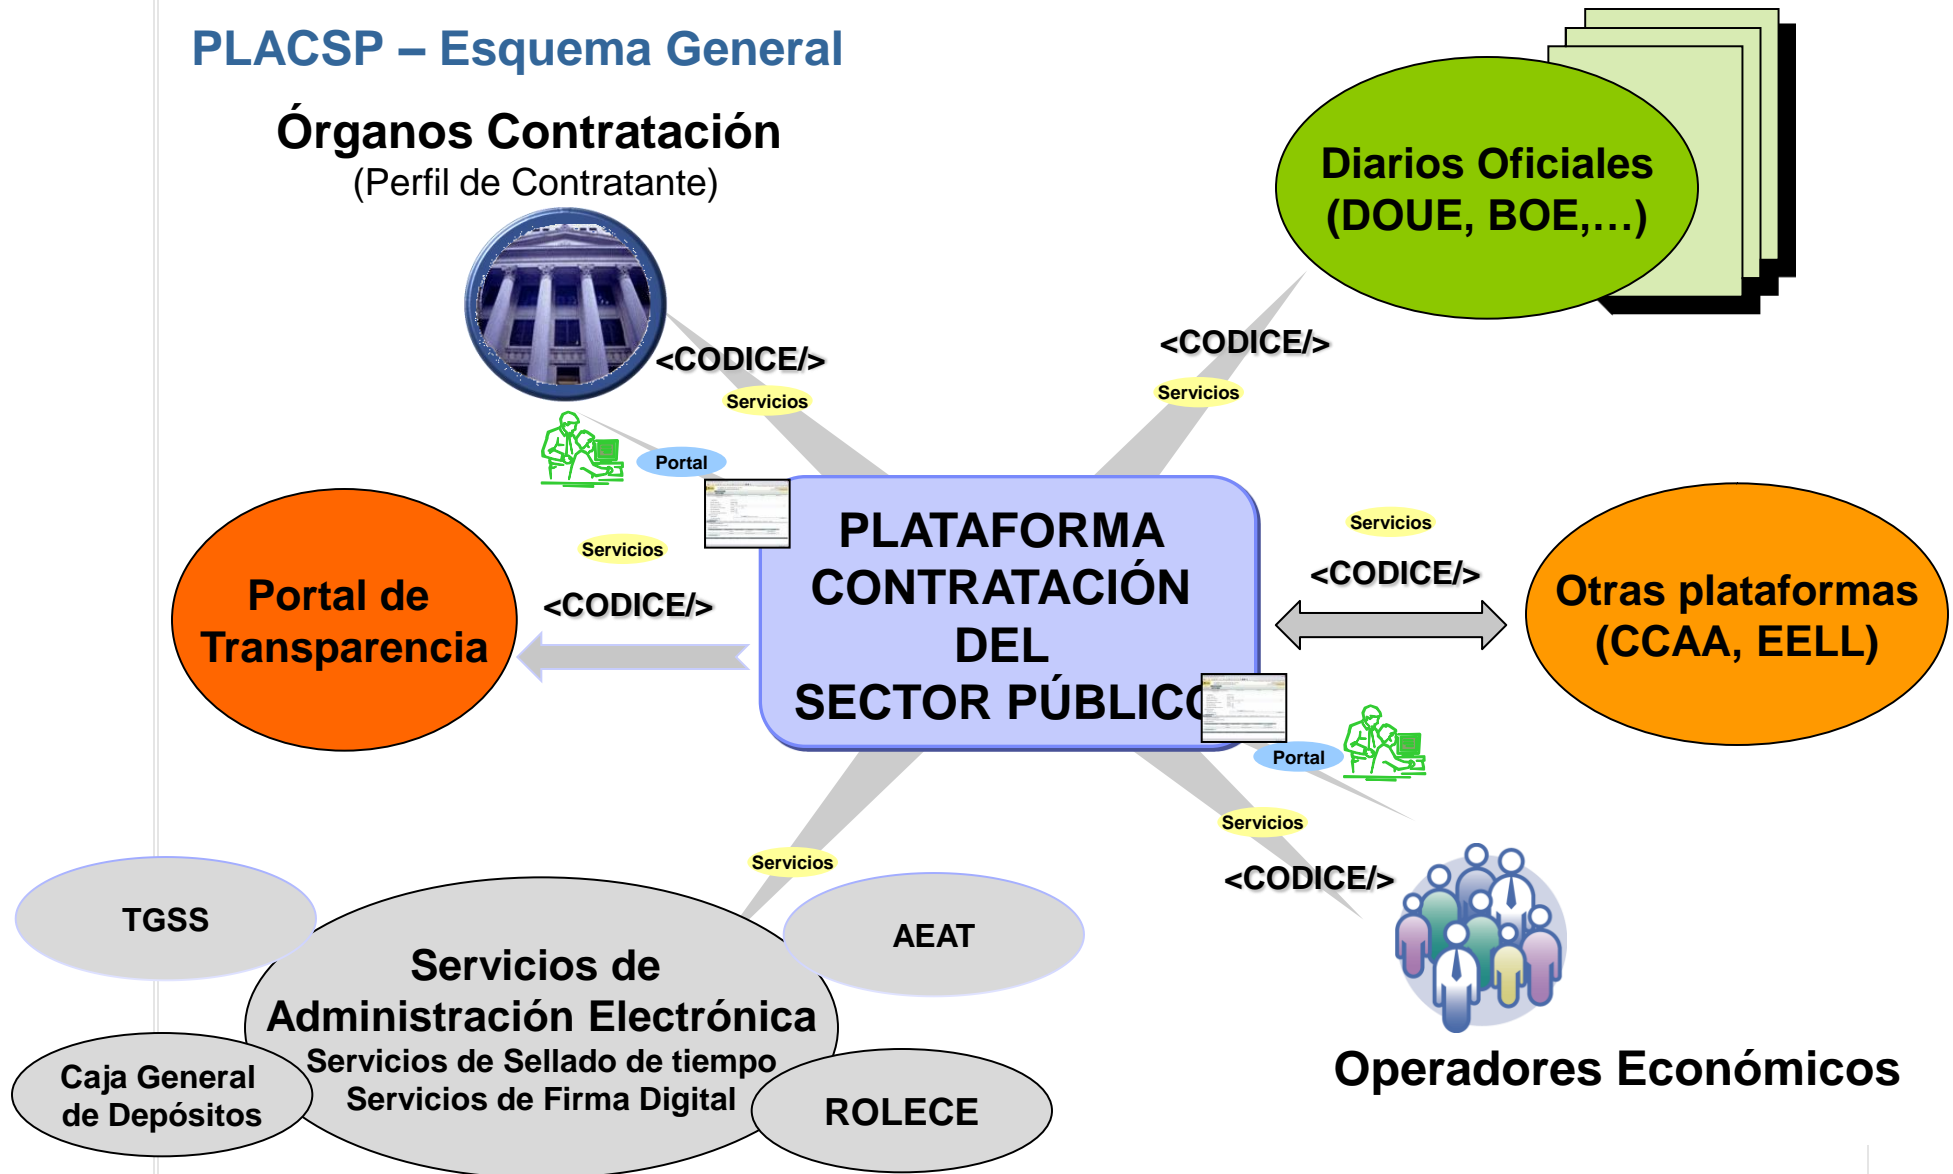 PLACSP – Esquema General
Órganos Contratación
(Perfil de Contratante)
Diarios Oficiales
(DOUE, BOE,…)
<CODICE/>
Servicios
<CODICE/>
Servicios
Portal
Servicios
<CODICE/>
Portal de
Transparencia
PLATAFORMA
CONTRATACIÓN
DEL
SECTOR PÚBLICO
Servicios
<CODICE/>
Otras plataformas
(CCAA, EELL)
Portal
Servicios
<CODICE/>
Operadores Económicos
Servicios
TGSS
AEAT
Servicios de
Administración Electrónica
Servicios de Sellado de tiempo
Servicios de Firma Digital
Caja General
de Depósitos
ROLECE